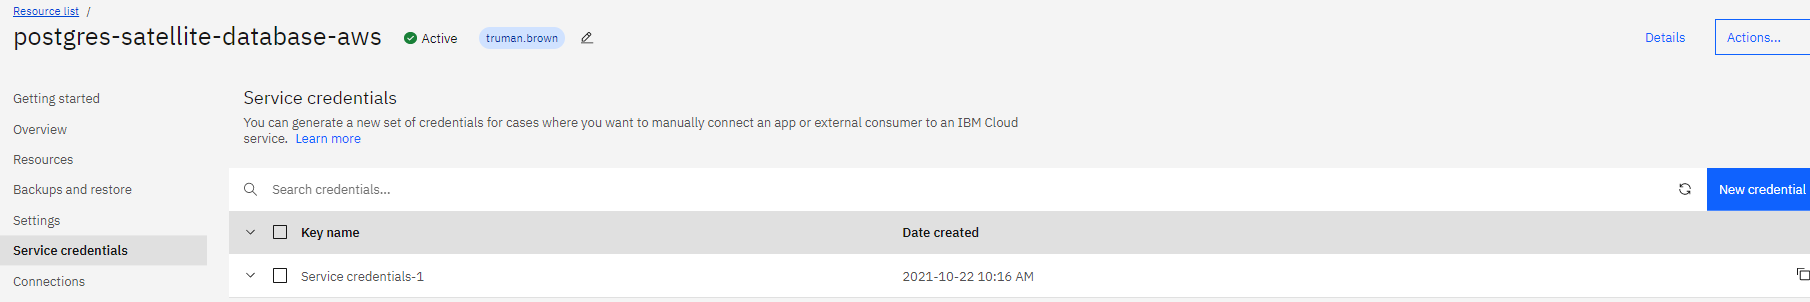 Resource list /
postgres-satellite-database-aws Active truman.brown Details Actions...
Getting started
Overview
Resources
Backups and restore
Settings
Service credentials
Connections
Service credentials
You can generate a new set of credentials for cases where you want to manually connect an app or external consumer to an IBM Cloud
service. Learn more
Search credentials... New credential
Key name Date created
Service credentials-1 2021-10-22 10:16 AM